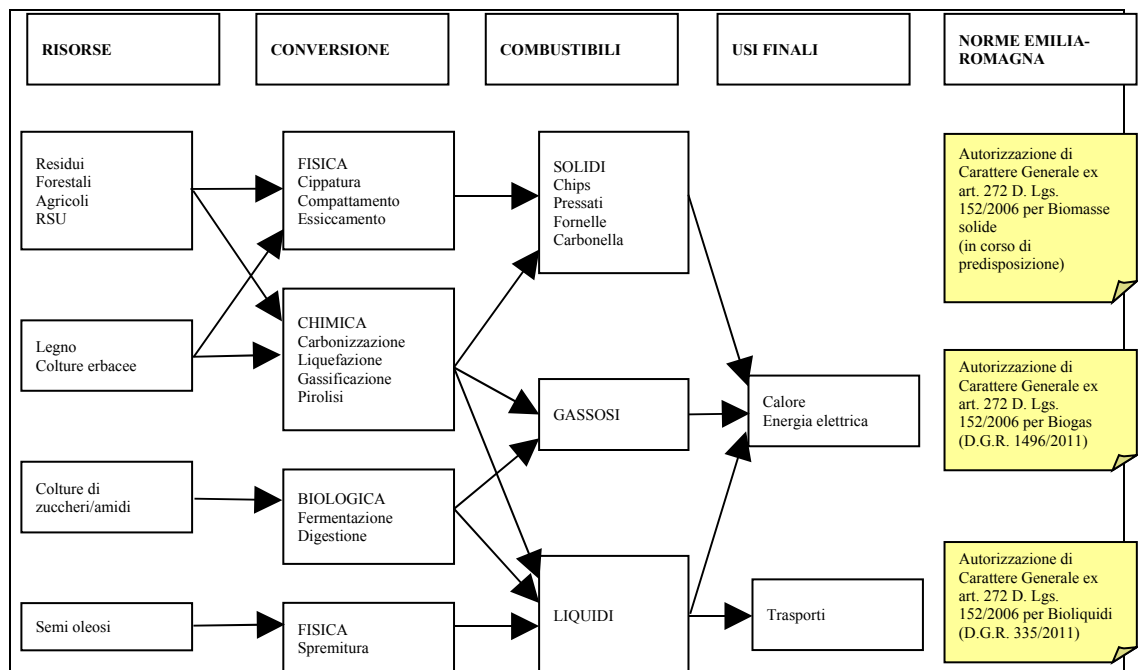 RISORSE
CONVERSIONE
COMBUSTIBILI
USI FINALI
NORME EMILIA-
ROMAGNA
Residui
Forestali
Agricoli
RSU
FISICA
Cippatura
Compattamento
Essiccamento
SOLIDI
Chips
Pressati
Fornelle
Carbonella
Autorizzazione di
Carattere Generale ex
art. 272 D. Lgs.
152/2006 per Biomasse
solide
(in corso di
predisposizione)
Legno
Colture erbacee
CHIMICA
Carbonizzazione
Liquefazione
Gassificazione
Pirolisi
GASSOSI
Calore
Energia elettrica
Autorizzazione di
Carattere Generale ex
art. 272 D. Lgs.
152/2006 per Biogas
(D.G.R. 1496/2011)
Colture di
zuccheri/amidi
BIOLOGICA
Fermentazione
Digestione
LIQUIDI
Trasporti
Autorizzazione di
Carattere Generale ex
art. 272 D. Lgs.
152/2006 per Bioliquidi
(D.G.R. 335/2011)
Semi oleosi
FISICA
Spremitura